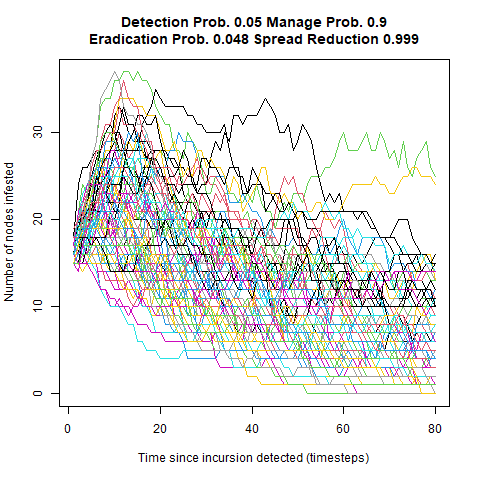 Detection Prob. 0.05 Manage Prob. 0.9
Eradication Prob. 0.048 Spread Reduction 0.999
Number of nodes infested
30
20
10
0
0 20 40 60 80
Time since incursion detected (timesteps)